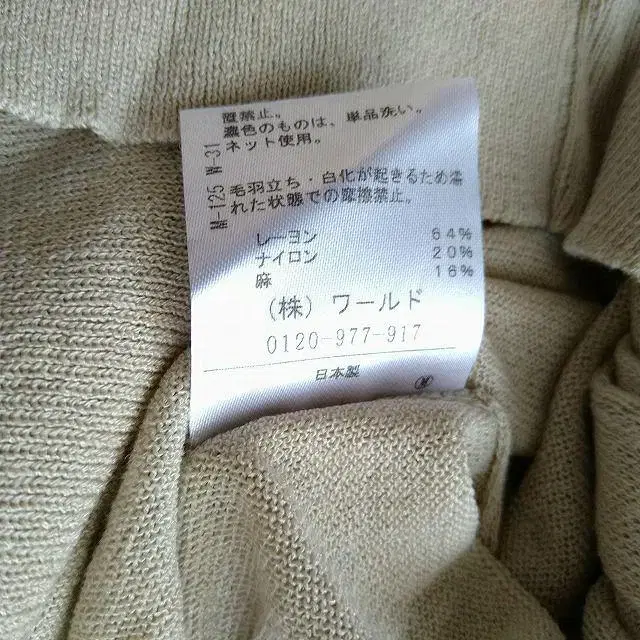 置禁止。
濃色のものは、単品洗い。
ネット使用。
W-31
W-125
毛羽立ち・白化が起きるため濡
れた状態での摩擦禁止。
レーヨン 64%
ナイロン 20%
麻 16%
(株) ワールド
0120-977-917
日本製